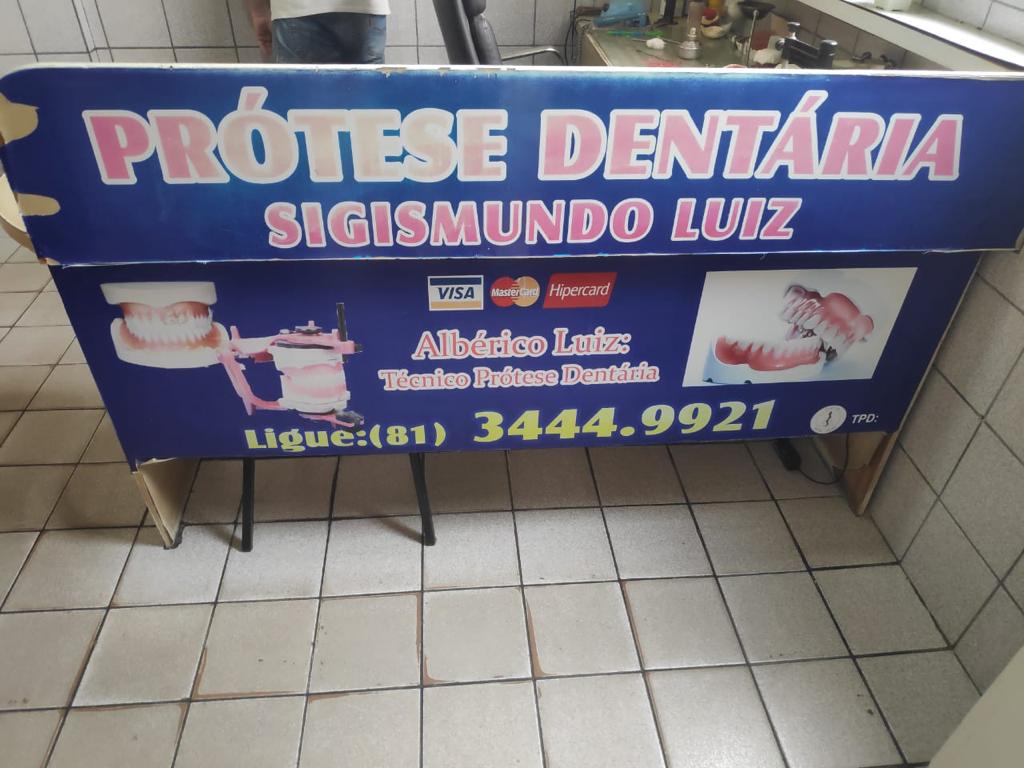 PRÓTESE DENTÁRIA
SIGISMUNDO LUIZ
VISA MasterCard Hipercard
Albérico Luiz:
Técnico Prótese Dentária
Ligue:(81) 3444.9921
TPD: